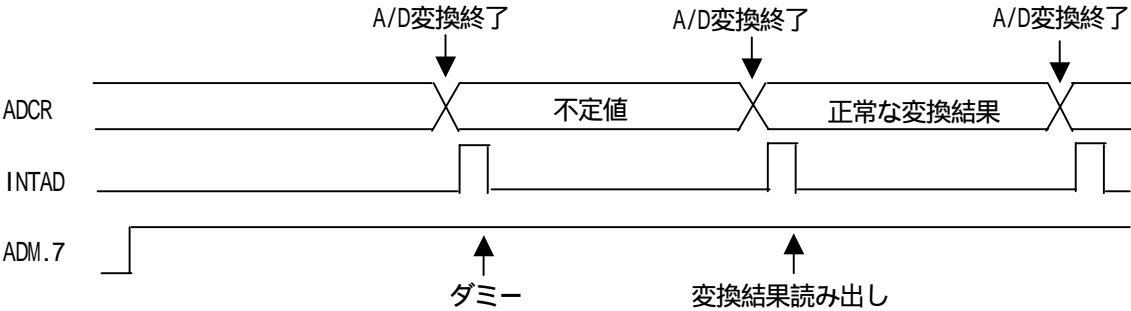 A/D変換終了
A/D変換終了
A/D変換終了
ADCR
不定値
正常な変換結果
INTAD
ADM.7
ダミー
変換結果読み出し